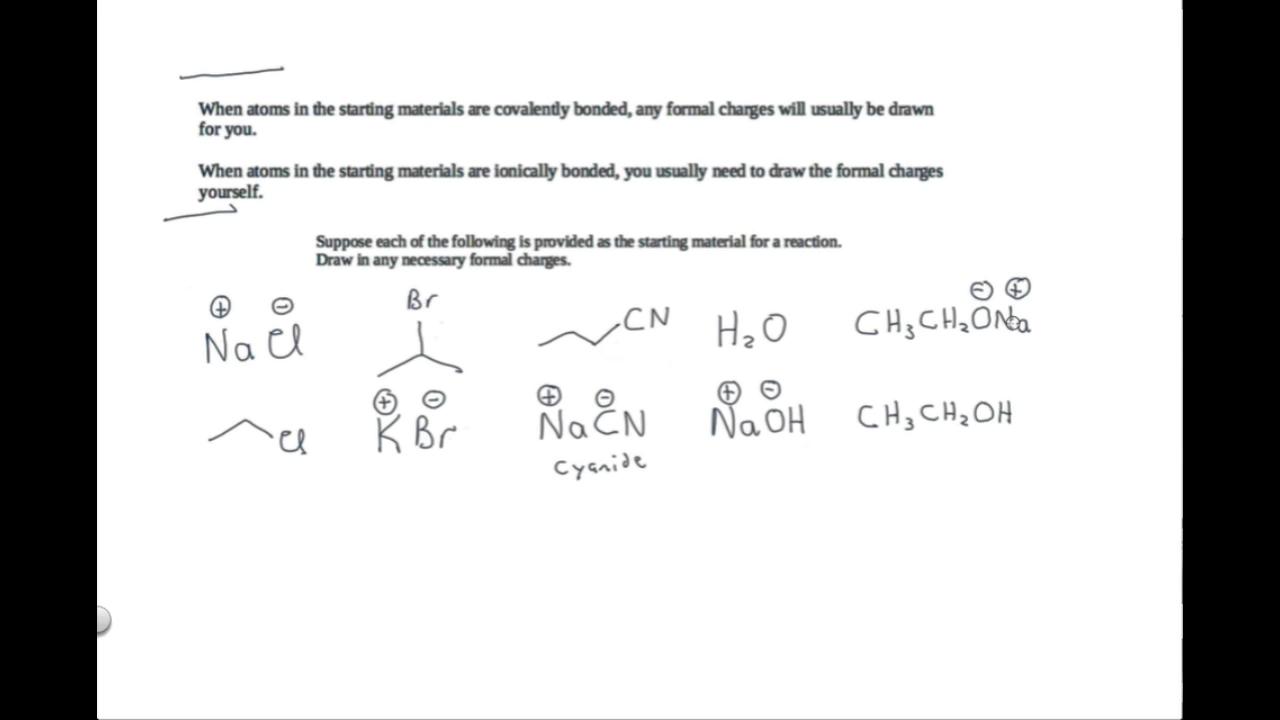 When atoms in the starting materials are covalently bonded, any formal charges will usually be drawn
for you.
When atoms in the starting materials are ionically bonded, you usually need to draw the formal charges
yourself.
Suppose each of the following is provided as the starting material for a reaction.
Draw in any necessary formal charges.
⊕ ⊖ Br ⊖ ⊕
NaCl CN H₂O CH₃CH₂ONa
⊕ ⊖ ⊕ ⊖ ⊕ ⊖
Cl KBr NaCN NaOH CH₃CH₂OH
Cyanide